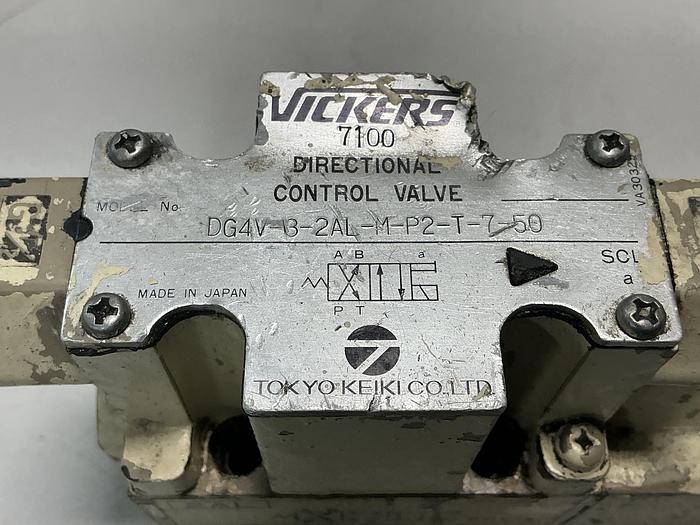 VICKERS
7100
DIRECTIONAL
CONTROL VALVE
MODEL No.
DG4V-3-2AL-M-P2-T-7-50
A B a
P T
SCL
a
MADE IN JAPAN
TOKYO KEIKI CO., LTD.